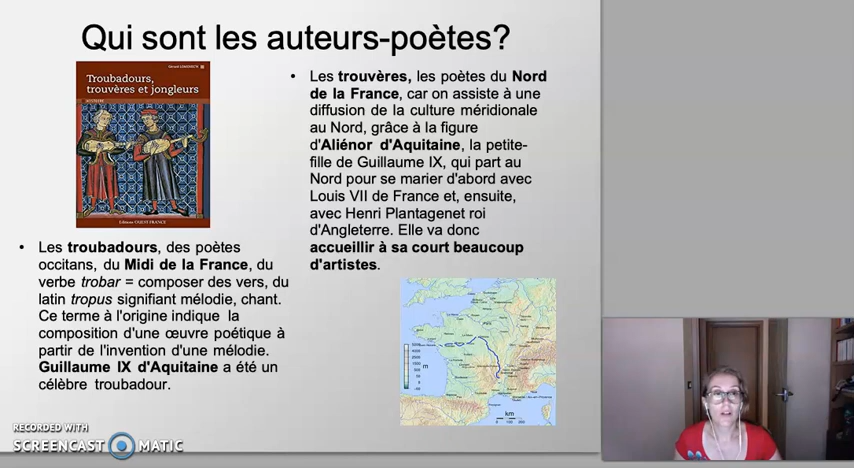 Qui sont les auteurs-poètes?
Troubadours,
trouvères et jongleurs
Editions OUEST-FRANCE
• Les troubadours, des poètes
occitans, du Midi de la France, du
verbe trobar = composer des vers, du
latin tropus signifiant mélodie, chant.
Ce terme à l'origine indique la
composition d'une œuvre poétique à
partir de l'invention d'une mélodie.
Guillaume IX d'Aquitaine a été un
célèbre troubadour.
• Les trouvères, les poètes du Nord
de la France, car on assiste à une
diffusion de la culture méridionale
au Nord, grâce à la figure
d'Aliénor d'Aquitaine, la petite-
fille de Guillaume IX, qui part au
Nord pour se marier d'abord avec
Louis VII de France et, ensuite,
avec Henri Plantagenet roi
d'Angleterre. Elle va donc
accueillir à sa court beaucoup
d'artistes.
m
km
RECORDED WITH
SCREENCAST MATIC